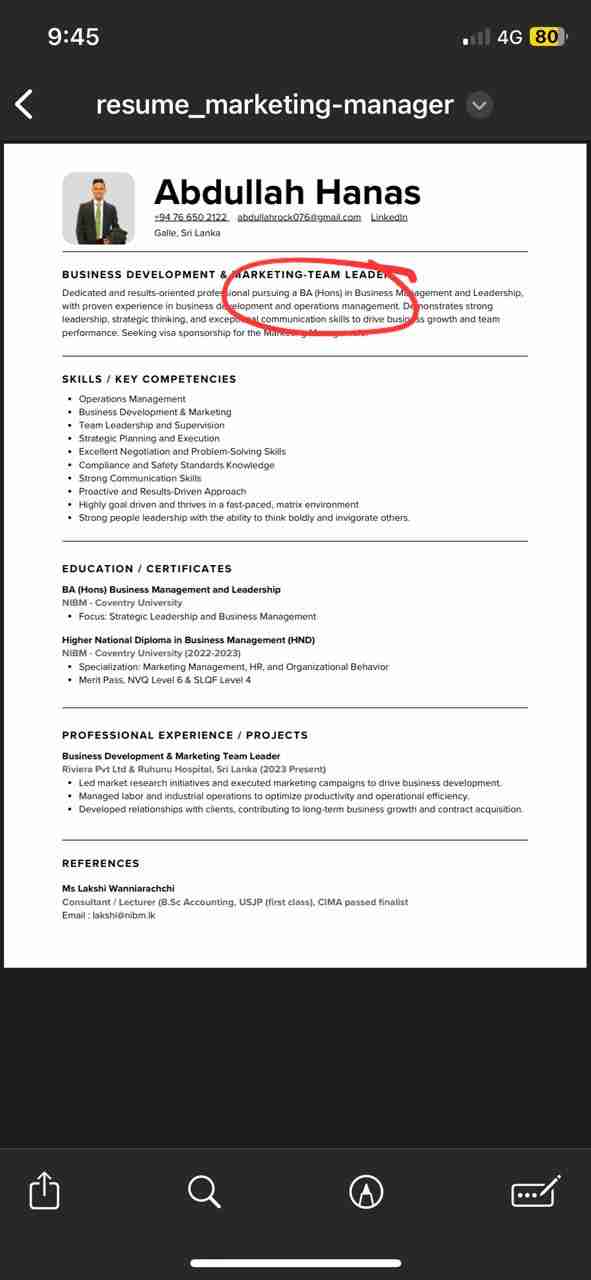 9:45
4G 80
resume_marketing-manager
Abdullah Hanas
+94 76 650 2122 abdullahrock076@gmail.com LinkedIn
Galle, Sri Lanka
BUSINESS DEVELOPMENT & MARKETING-TEAM LEADER
Dedicated and results-oriented professional pursuing a BA (Hons) in Business Management and Leadership,
with proven experience in business development and operations management. Demonstrates strong
leadership, strategic thinking, and exceptional communication skills to drive business growth and team
performance. Seeking visa sponsorship for the Marketing
SKILLS / KEY COMPETENCIES
• Operations Management
• Business Development & Marketing
• Team Leadership and Supervision
• Strategic Planning and Execution
• Excellent Negotiation and Problem-Solving Skills
• Compliance and Safety Standards Knowledge
• Strong Communication Skills
• Proactive and Results-Driven Approach
• Highly goal driven and thrives in a fast-paced, matrix environment
• Strong people leadership with the ability to think boldly and invigorate others.
EDUCATION / CERTIFICATES
BA (Hons) Business Management and Leadership
NIBM - Coventry University
• Focus: Strategic Leadership and Business Management
Higher National Diploma in Business Management (HND)
NIBM - Coventry University (2022-2023)
• Specialization: Marketing Management, HR, and Organizational Behavior
• Merit Pass, NVQ Level 6 & SLQF Level 4
PROFESSIONAL EXPERIENCE / PROJECTS
Business Development & Marketing Team Leader
Riviera Pvt Ltd & Ruhunu Hospital, Sri Lanka (2023 Present)
• Led market research initiatives and executed marketing campaigns to drive business development.
• Managed labor and industrial operations to optimize productivity and operational efficiency.
• Developed relationships with clients, contributing to long-term business growth and contract acquisition.
REFERENCES
Ms Lakshi Wanniarachchi
Consultant / Lecturer (B.Sc Accounting, USJP (first class), CIMA passed finalist
Email : lakshi@nibm.lk